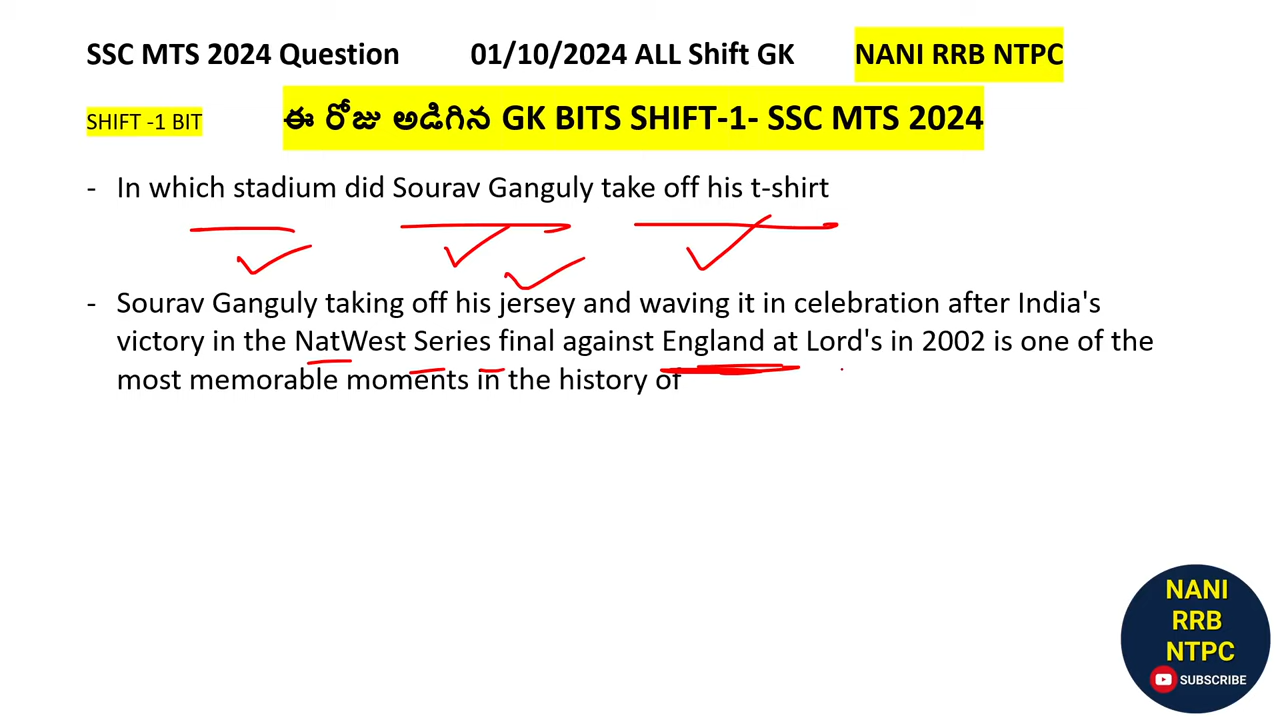 SSC MTS 2024 Question 01/10/2024 ALL Shift GK NANI RRB NTPC
SHIFT -1 BIT ఈ రోజు అడిగిన GK BITS SHIFT-1- SSC MTS 2024
- In which stadium did Sourav Ganguly take off his t-shirt
- Sourav Ganguly taking off his jersey and waving it in celebration after India's
victory in the NatWest Series final against England at Lord's in 2002 is one of the
most memorable moments in the history of
NANI
RRB
NTPC
SUBSCRIBE